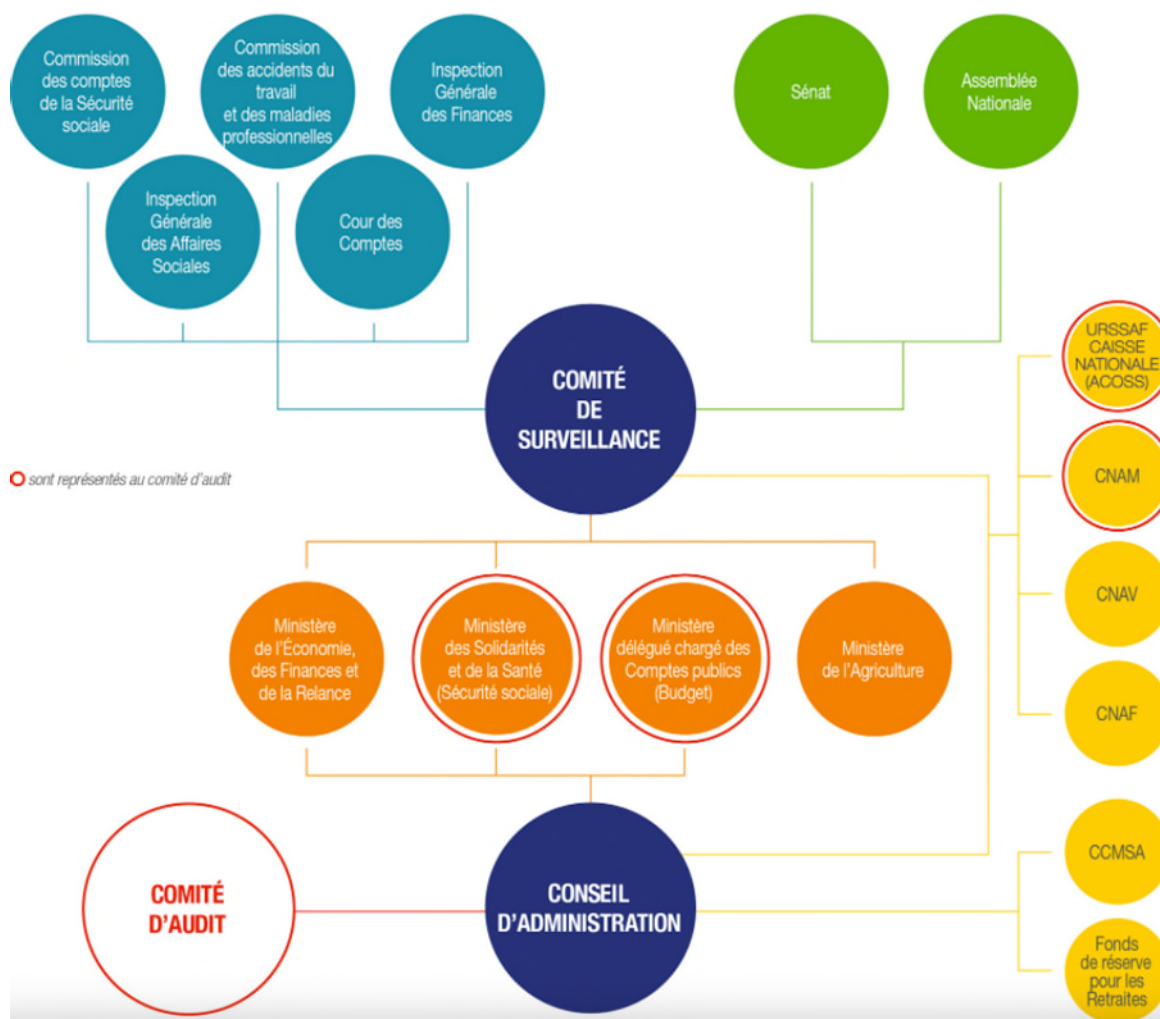 Commission
des comptes
de la Sécurité
sociale
Commission
des accidents du
travail
et des maladies
professionnelles
Inspection
Générale
des Finances
Sénat
Assemblée
Nationale
Inspection
Générale
des Affaires
Sociales
Cour des
Comptes
COMITÉ
DE
SURVEILLANCE
URSSAF
CAISSE
NATIONALE
(ACOSS)
CNAM
sont représentés au comité d'audit
CNAV
Ministère
de l'Économie,
des Finances et
de la Relance
Ministère
des Solidarités
et de la Santé
(Sécurité sociale)
Ministère
délégué chargé des
Comptes publics
(Budget)
Ministère
de l'Agriculture
CNAF
COMITÉ
D'AUDIT
CONSEIL
D'ADMINISTRATION
CCMSA
Fonds
de réserve
pour les
Retraites